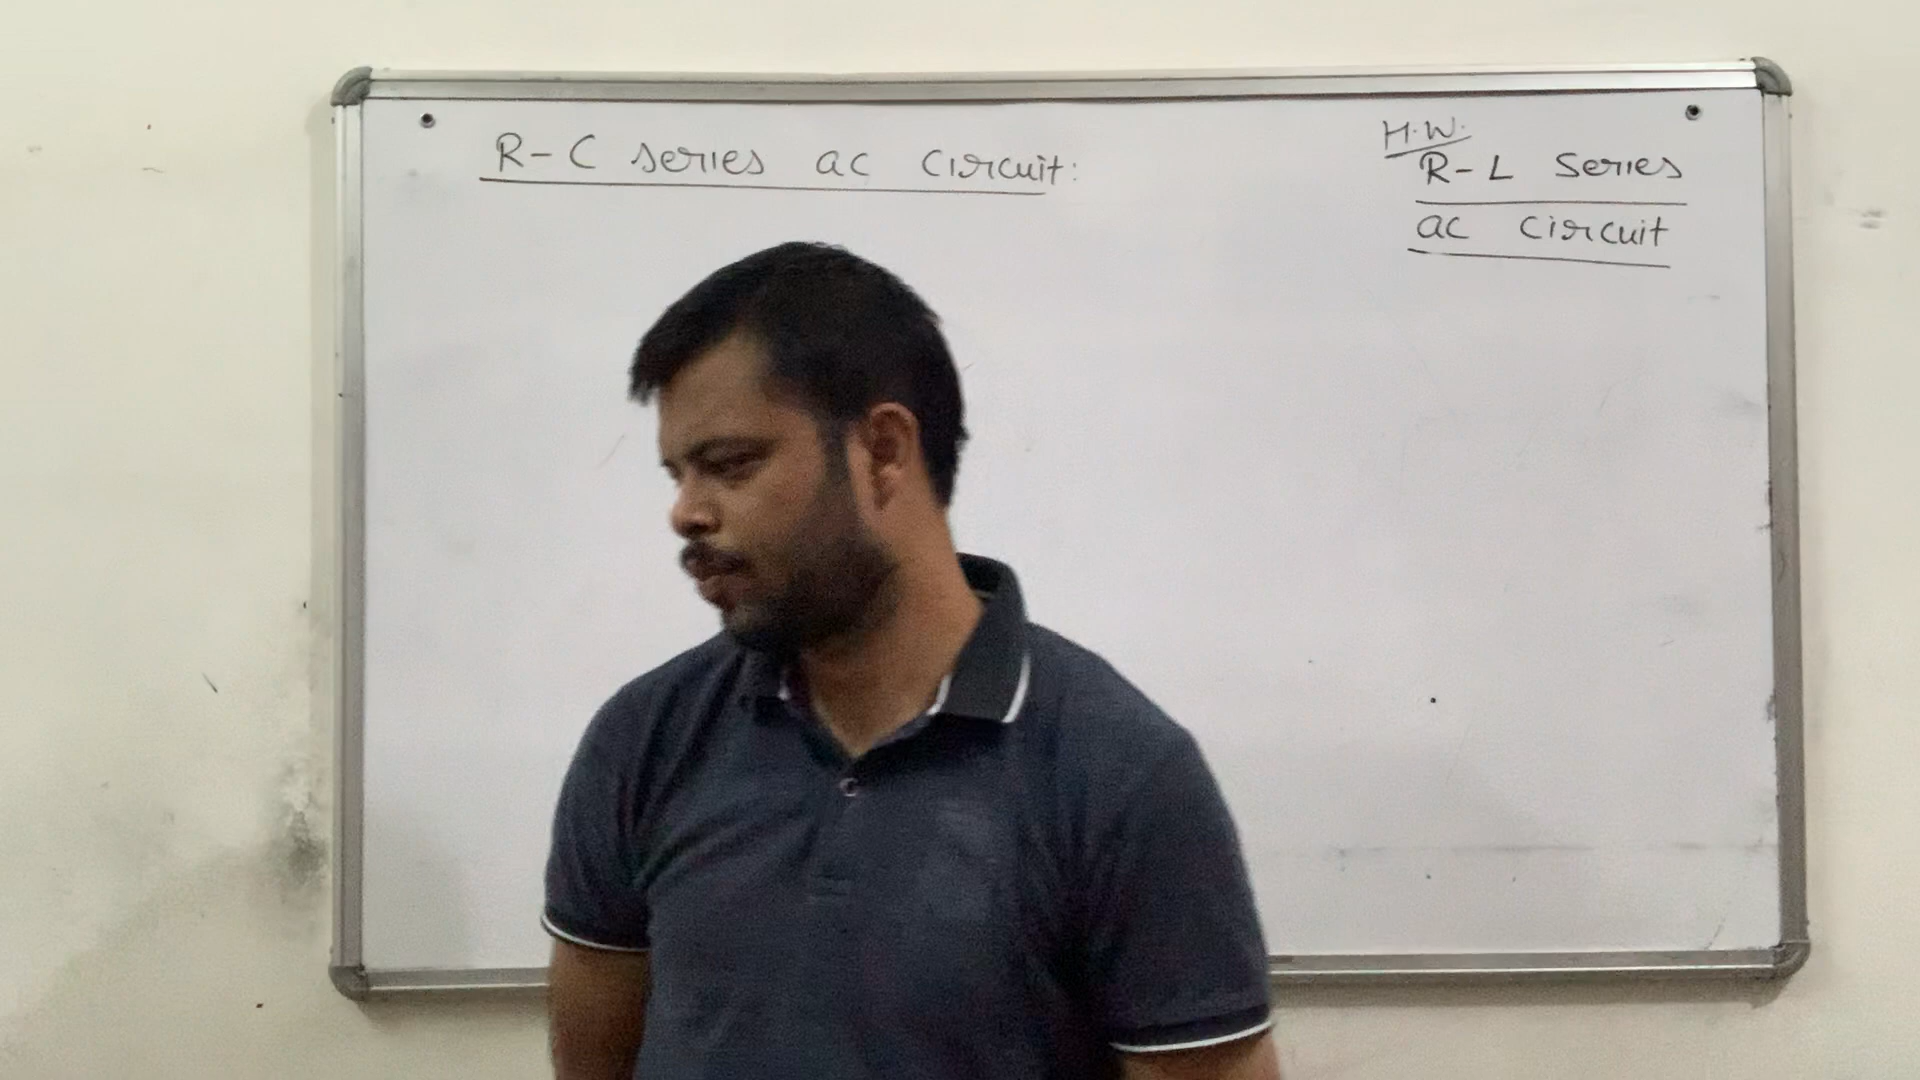 R-C series ac circuit:
H.W.
R-L Series
ac circuit